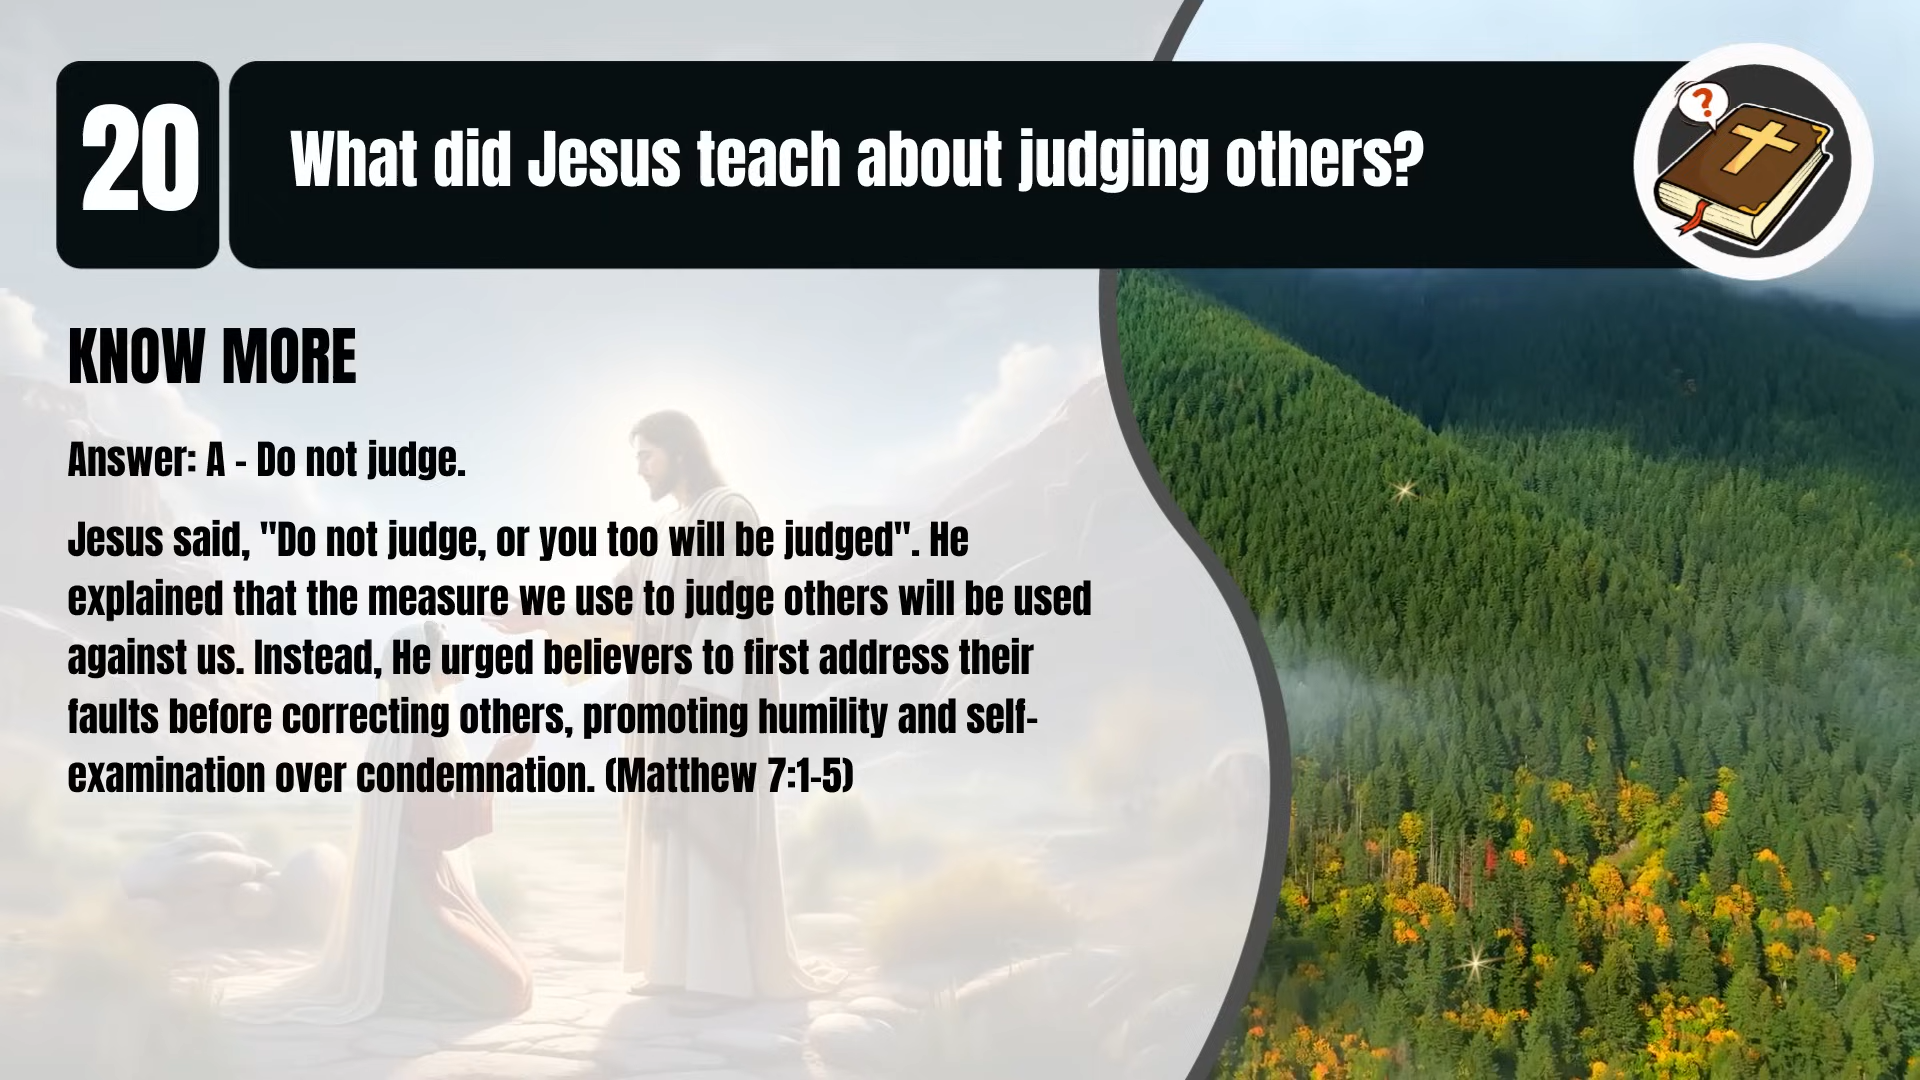 20
What did Jesus teach about judging others?
?
KNOW MORE
Answer: A - Do not judge.
Jesus said, "Do not judge, or you too will be judged". He
explained that the measure we use to judge others will be used
against us. Instead, He urged believers to first address their
faults before correcting others, promoting humility and self-
examination over condemnation. (Matthew 7:1-5)